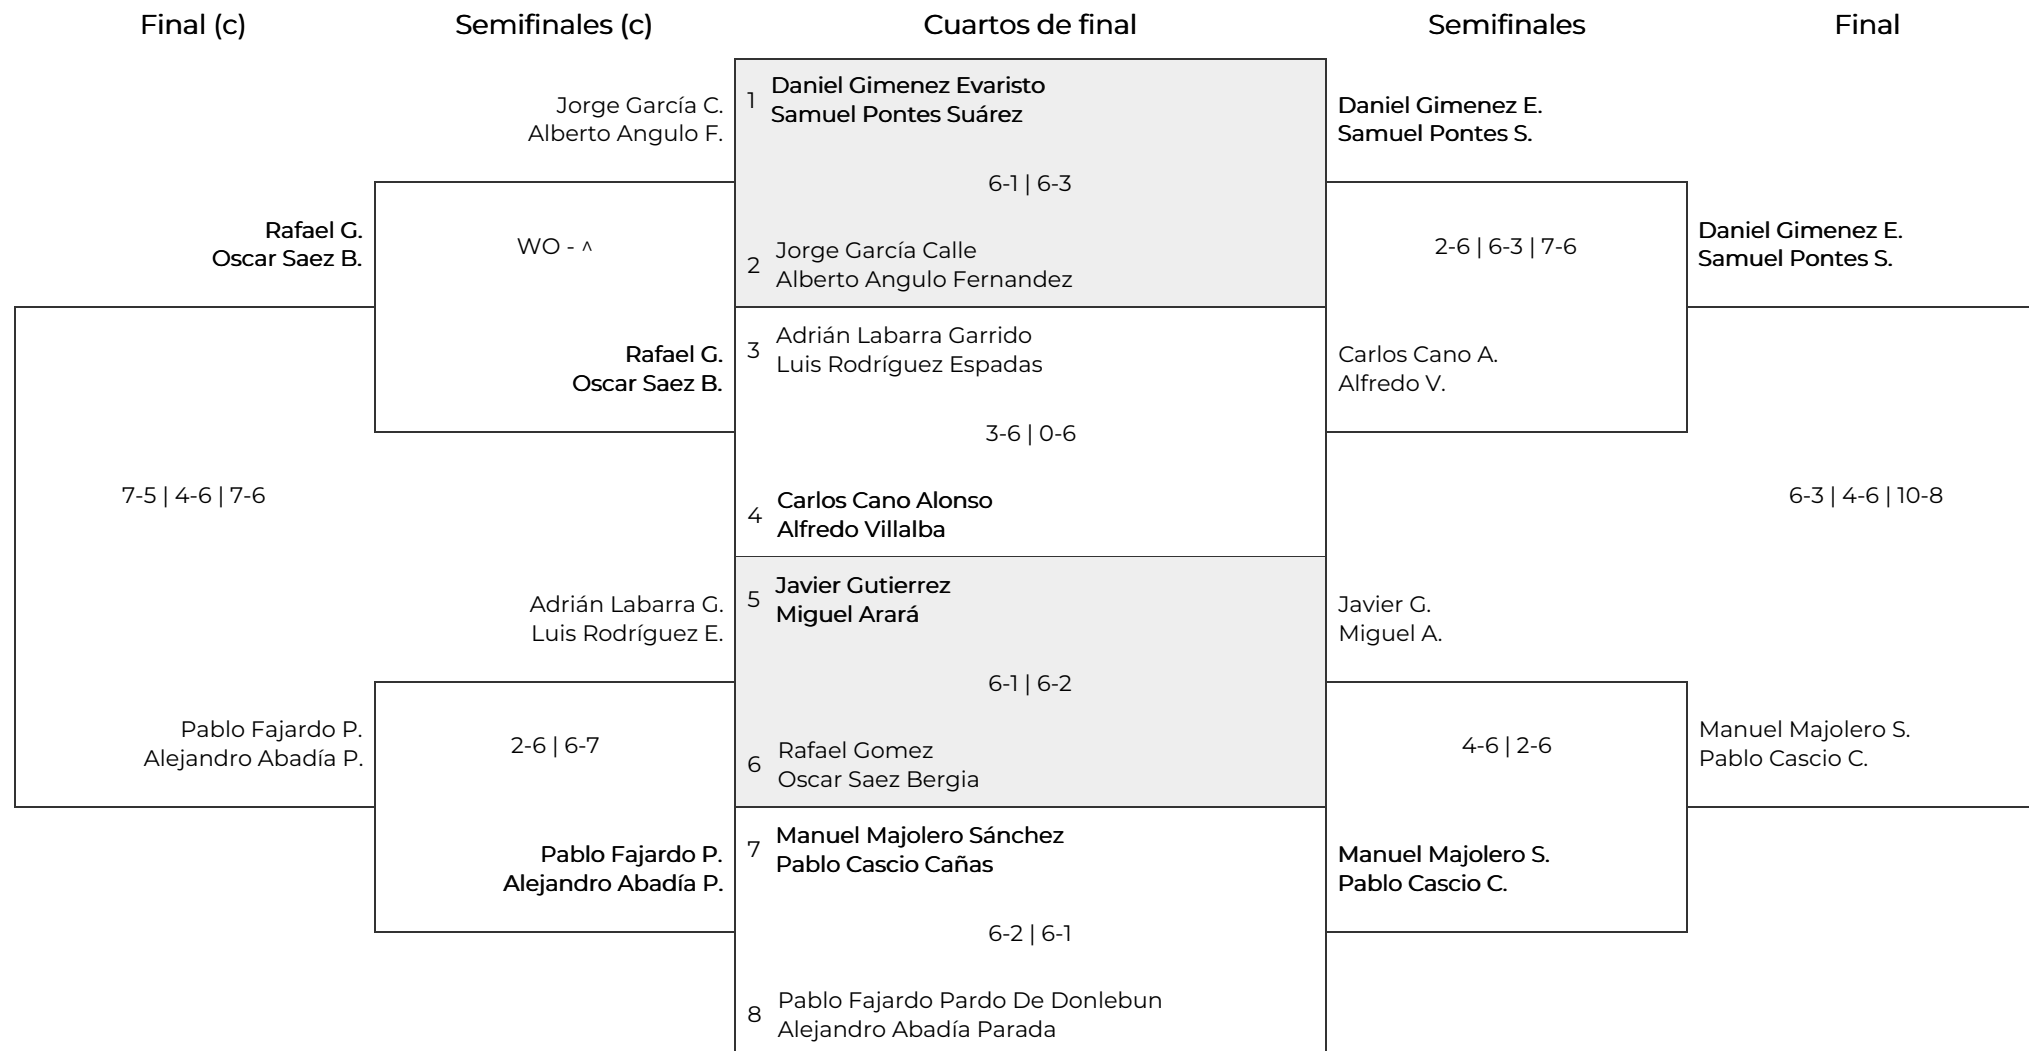 Final (c)
Semifinales (c)
Cuartos de final
Semifinales
Final
Jorge García C.
Alberto Angulo F.
WO - ^
Rafael G.
Oscar Saez B.
Rafael G.
Oscar Saez B.
7-5 | 4-6 | 7-6
Adrián Labarra G.
Luis Rodríguez E.
2-6 | 6-7
Pablo Fajardo P.
Alejandro Abadía P.
Pablo Fajardo P.
Alejandro Abadía P.
1 Daniel Gimenez Evaristo
Samuel Pontes Suárez
6-1 | 6-3
2 Jorge García Calle
Alberto Angulo Fernandez
3 Adrián Labarra Garrido
Luis Rodríguez Espadas
3-6 | 0-6
4 Carlos Cano Alonso
Alfredo Villalba
5 Javier Gutierrez
Miguel Arará
6-1 | 6-2
6 Rafael Gomez
Oscar Saez Bergia
7 Manuel Majolero Sánchez
Pablo Cascio Cañas
6-2 | 6-1
8 Pablo Fajardo Pardo De Donlebun
Alejandro Abadía Parada
Daniel Gimenez E.
Samuel Pontes S.
2-6 | 6-3 | 7-6
Carlos Cano A.
Alfredo V.
Javier G.
Miguel A.
4-6 | 2-6
Manuel Majolero S.
Pablo Cascio C.
Daniel Gimenez E.
Samuel Pontes S.
6-3 | 4-6 | 10-8
Manuel Majolero S.
Pablo Cascio C.